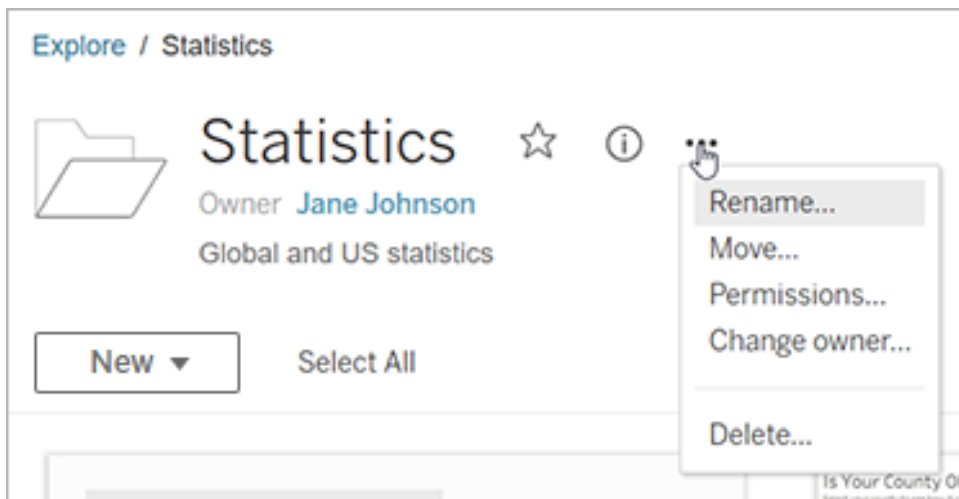 Explore / Statistics
Statistics
Owner Jane Johnson
Global and US statistics
Rename...
Move...
Permissions...
Change owner...
Delete...
New
Select All
Is Your County